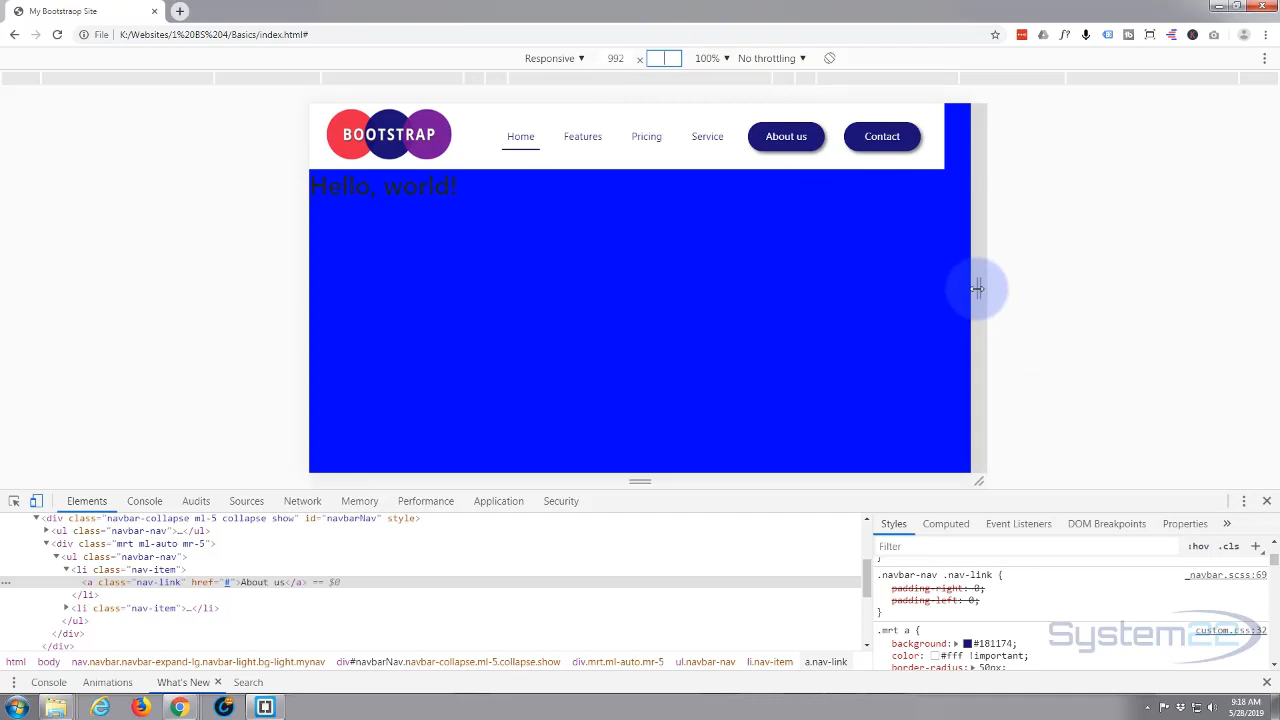 My Bootstraop Site
File
K:/Websites/1%20BS%204/Basics/index.html#
Responsive 992 × 100% No throttling
BOOTSTRAP
Home Features Pricing Service About us Contact
Hello, world!
Elements Console Audits Sources Network Memory Performance Application Security
<div class="navbar-collapse ml-5 collapse show" id="navbarNav" style>
<ul class="navbar-nav">…</ul>
<div class="mrt ml-auto mr-5">
<ul class="navbar-nav">
<li class="nav-item">
<a class="nav-link" href="#">About us</a> == $0
</li>
<li class="nav-item">…</li>
</ul>
</div>
</div>
html body nav.navbar.navbar-expand-lg.navbar-light.bg-light.mynav div#navbarNav.navbar-collapse.ml-5.collapse.show div.mrt.ml-auto.mr-5 ul.navbar-nav li.nav-item a.nav-link
Styles Computed Event Listeners DOM Breakpoints Properties »
Filter :hov .cls +
}
.navbar-nav .nav-link { _navbar.scss:69
padding-right: 0;
padding-left: 0;
}
.mrt a { custom.css:32
background: #181174;
color: #fff !important;
border-radius: 50px;
System22
Console Animations What's New × Search
9:18 AM
5/28/2019